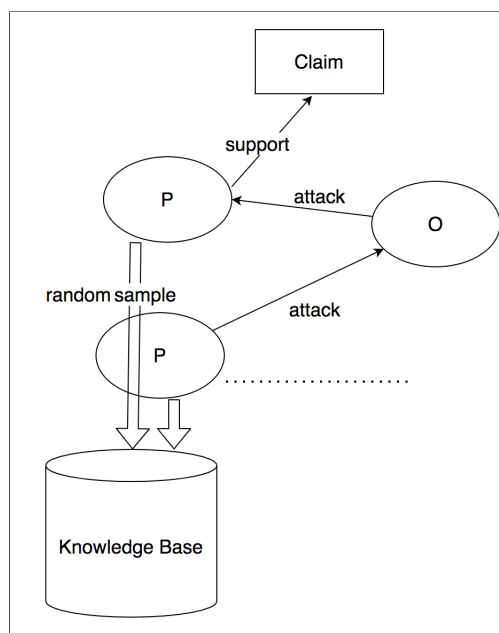 Claim
support
attack
P
O
random sample
attack
P
Knowledge Base